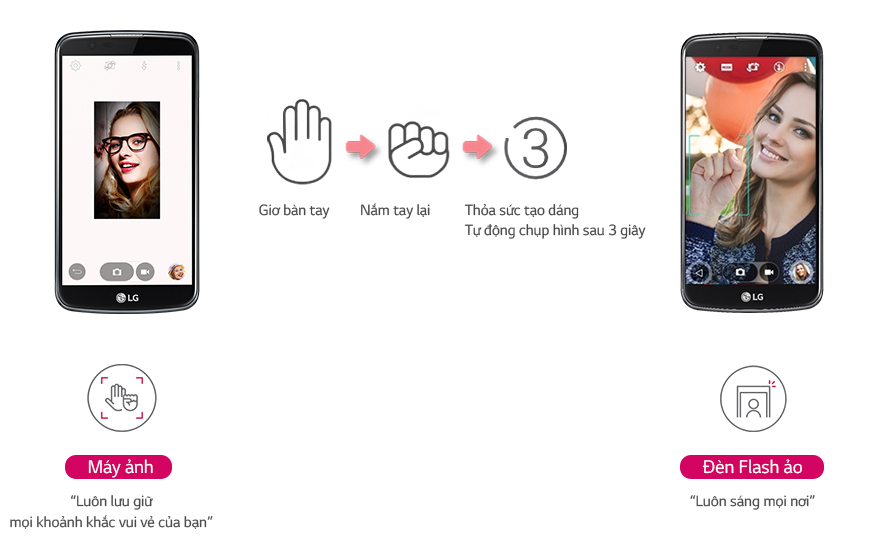 Giơ bàn tay
Nắm tay lại
3
Thỏa sức tạo dáng
Tự động chụp hình sau 3 giây
LG
LG
Máy ảnh
Đèn Flash ảo
“Luôn lưu giữ
mọi khoảnh khắc vui vẻ của bạn”
“Luôn sáng mọi nơi”